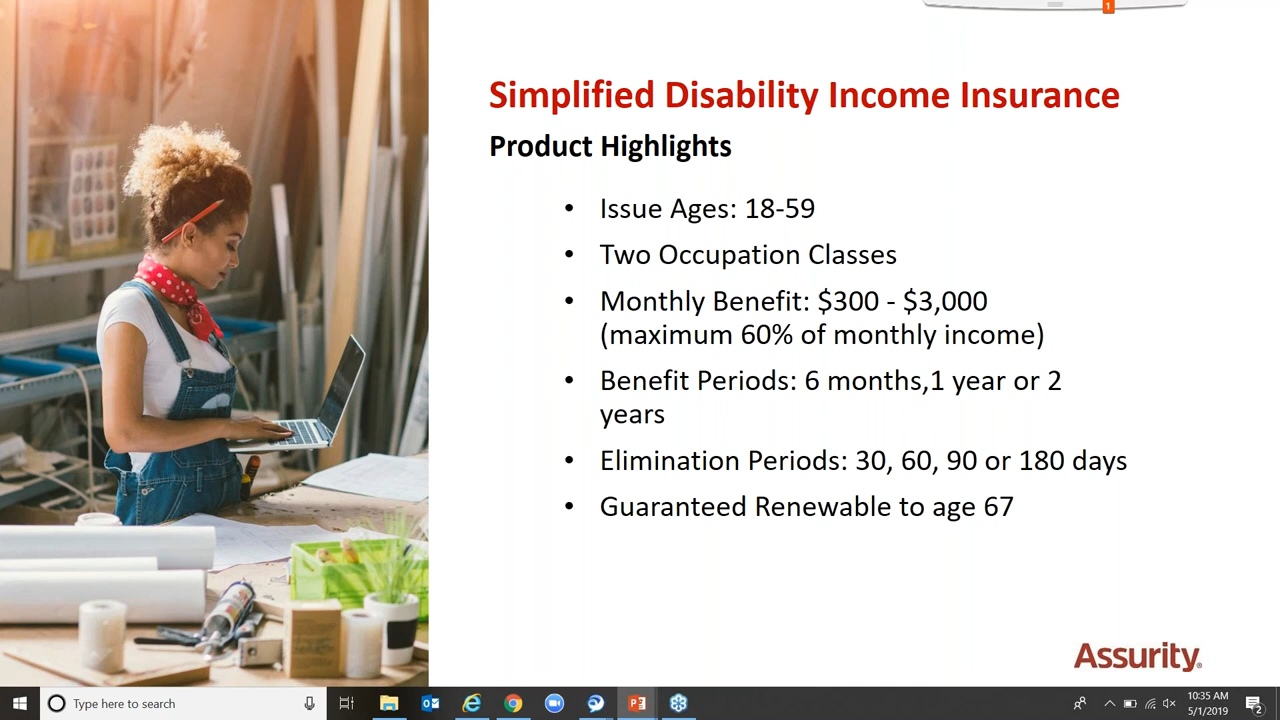 1
Simplified Disability Income Insurance
Product Highlights
• Issue Ages: 18-59
• Two Occupation Classes
• Monthly Benefit: $300 - $3,000
(maximum 60% of monthly income)
• Benefit Periods: 6 months,1 year or 2
years
• Elimination Periods: 30, 60, 90 or 180 days
• Guaranteed Renewable to age 67
Assurity®
Type here to search
10:35 AM
5/1/2019
2